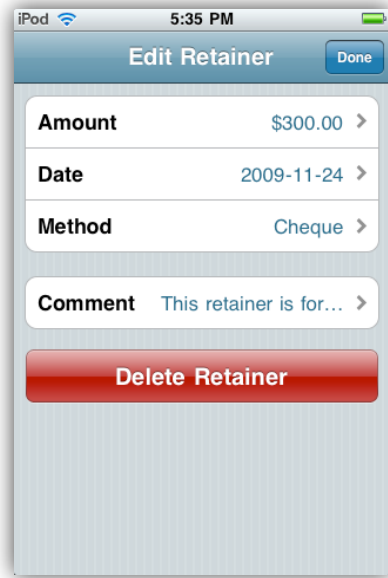 iPod 5:35 PM
Edit Retainer Done
Amount $300.00
Date 2009-11-24
Method Cheque
Comment This retainer is for...
Delete Retainer